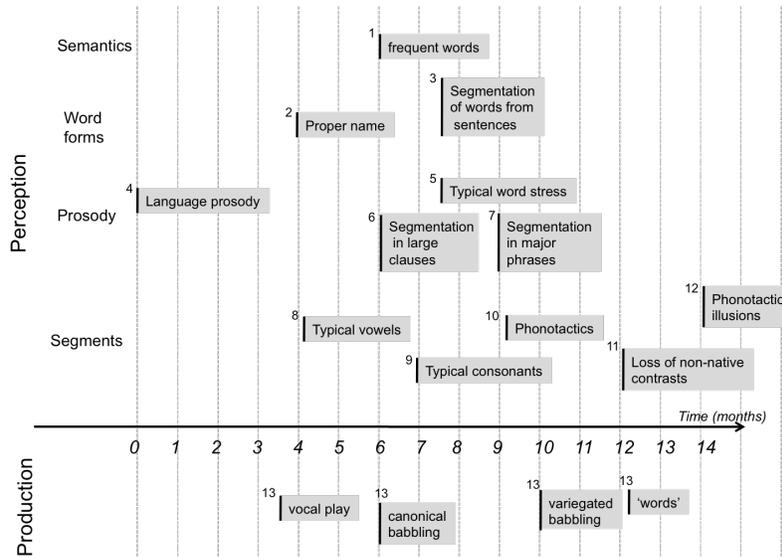 Semantics
1
frequent words
Word
forms
2
Proper name
3
Segmentation
of words from
sentences
Perception
Prosody
4
Language prosody
5
Typical word stress
6
Segmentation
in large
clauses
7
Segmentation
in major
phrases
Segments
8
Typical vowels
9
Typical consonants
10
Phonotactics
11
Loss of non-native
contrasts
12
Phonotactic
illusions
Time (months)
0 1 2 3 4 5 6 7 8 9 10 11 12 13 14
Production
13
vocal play
13
canonical
babbling
13
variegated
babbling
13
‘words’